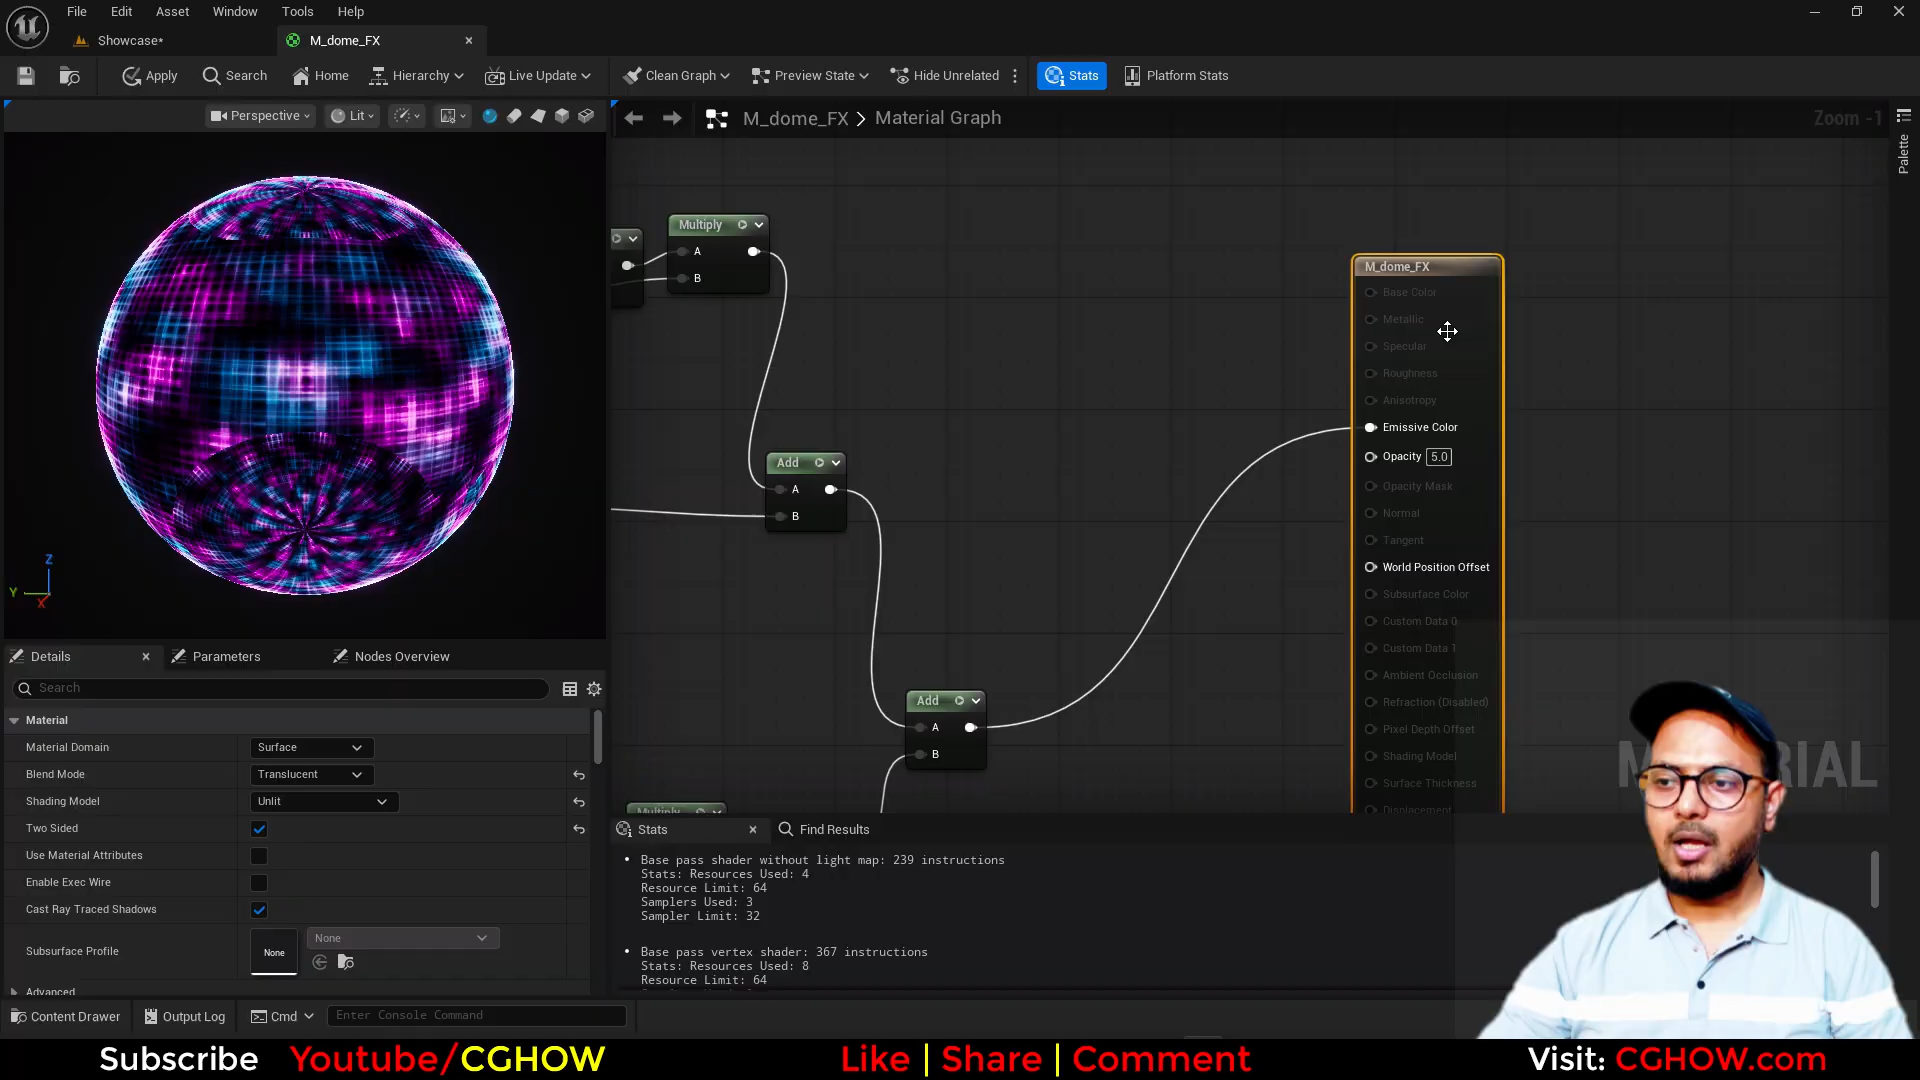 File Edit Asset Window Tools Help
Showcase*
M_dome_FX
Apply Search Home Hierarchy Live Update Clean Graph Preview State Hide Unrelated Stats Platform Stats
Perspective Lit
M_dome_FX > Material Graph
Zoom -1
Palette
Multiply
A
B
Add
A
B
Add
A
B
Multiply
M_dome_FX
Base Color
Metallic
Specular
Roughness
Anisotropy
Emissive Color
Opacity 5.0
Opacity Mask
Normal
Tangent
World Position Offset
Subsurface Color
Custom Data 0
Custom Data 1
Ambient Occlusion
Refraction (Disabled)
Pixel Depth Offset
Shading Model
Surface Thickness
Displacement
Z
Y
X
Details Parameters Nodes Overview
Search
Material
Material Domain Surface
Blend Mode Translucent
Shading Model Unlit
Two Sided
Use Material Attributes
Enable Exec Wire
Cast Ray Traced Shadows
Subsurface Profile None None
Advanced
Stats Find Results
• Base pass shader without light map: 239 instructions
Stats: Resources Used: 4
Resource Limit: 64
Samplers Used: 3
Sampler Limit: 32
• Base pass vertex shader: 367 instructions
Stats: Resources Used: 8
Resource Limit: 64
Content Drawer Output Log Cmd Enter Console Command
Subscribe Youtube/CGHOW Like | Share | Comment Visit: CGHOW.com